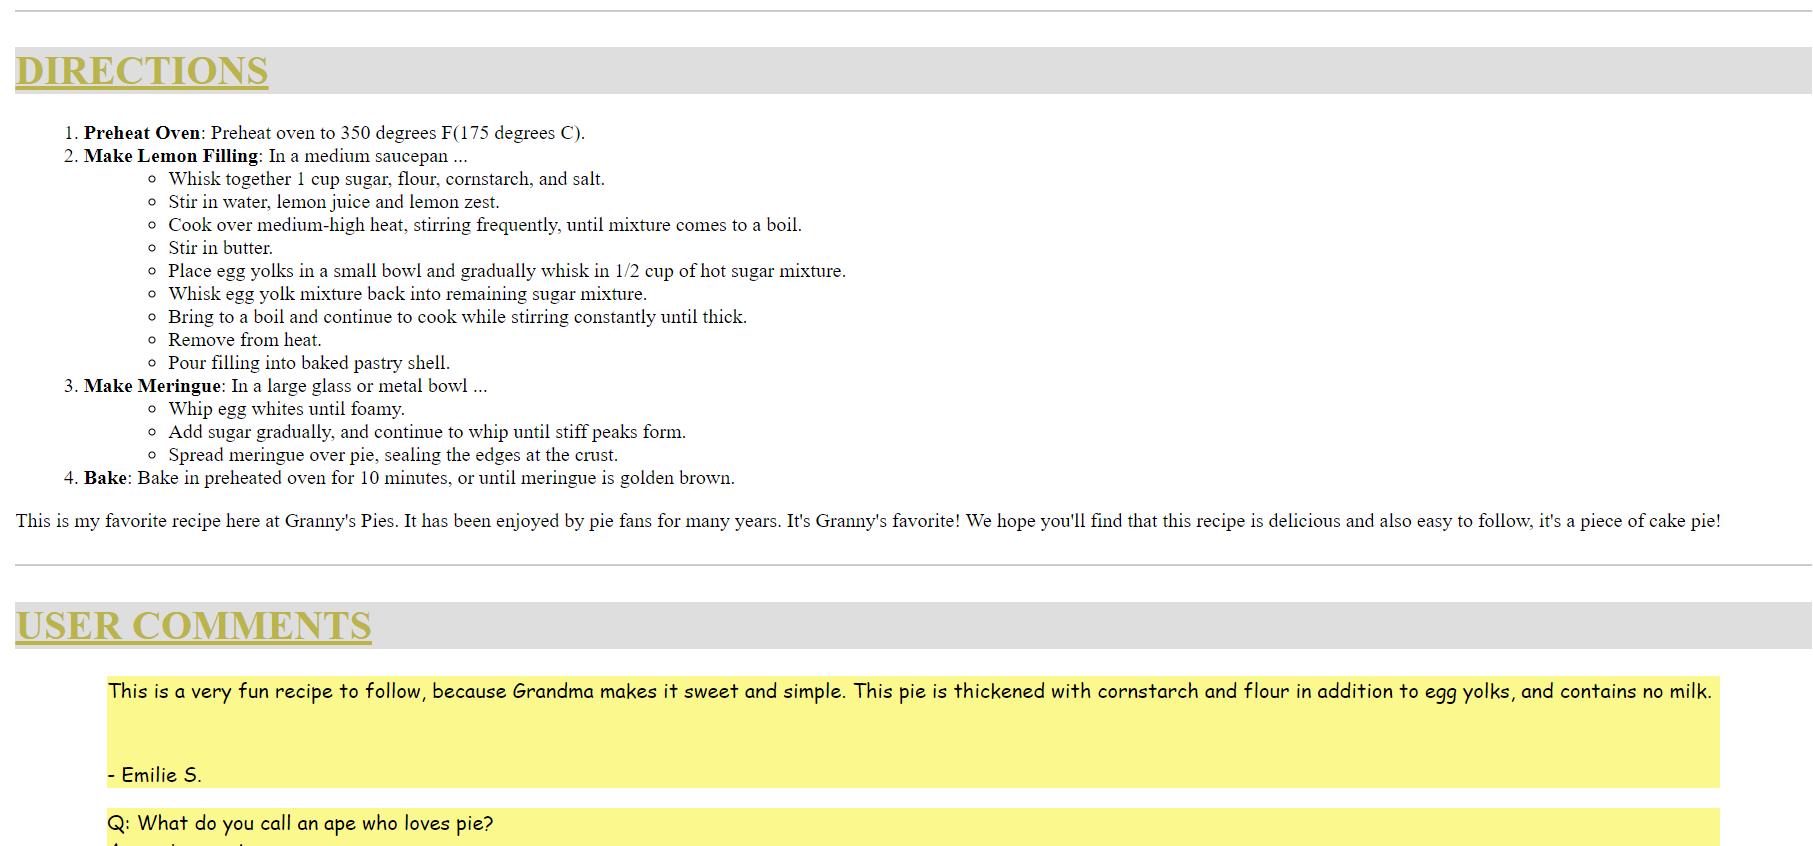 DIRECTIONS
1. Preheat Oven: Preheat oven to 350 degrees F(175 degrees C).
2. Make Lemon Filling: In a medium saucepan ...
Whisk together 1 cup sugar, flour, cornstarch, and salt.
Stir in water, lemon juice and lemon zest.
Cook over medium-high heat, stirring frequently, until mixture comes to a boil.
Stir in butter.
Place egg yolks in a small bowl and gradually whisk in 1/2 cup of hot sugar mixture.
Whisk egg yolk mixture back into remaining sugar mixture.
Bring to a boil and continue to cook while stirring constantly until thick.
Remove from heat.
Pour filling into baked pastry shell.
3. Make Meringue: In a large glass or metal bowl ...
Whip egg whites until foamy.
Add sugar gradually, and continue to whip until stiff peaks form.
Spread meringue over pie, sealing the edges at the crust.
4. Bake: Bake in preheated oven for 10 minutes, or until meringue is golden brown.
This is my favorite recipe here at Granny's Pies. It has been enjoyed by pie fans for many years. It's Granny's favorite! We hope you'll find that this recipe is delicious and also easy to follow, it's a piece of cake pie!
USER COMMENTS
This is a very fun recipe to follow, because Grandma makes it sweet and simple. This pie is thickened with cornstarch and flour in addition to egg yolks, and contains no milk.
- Emilie S.
Q: What do you call an ape who loves pie?